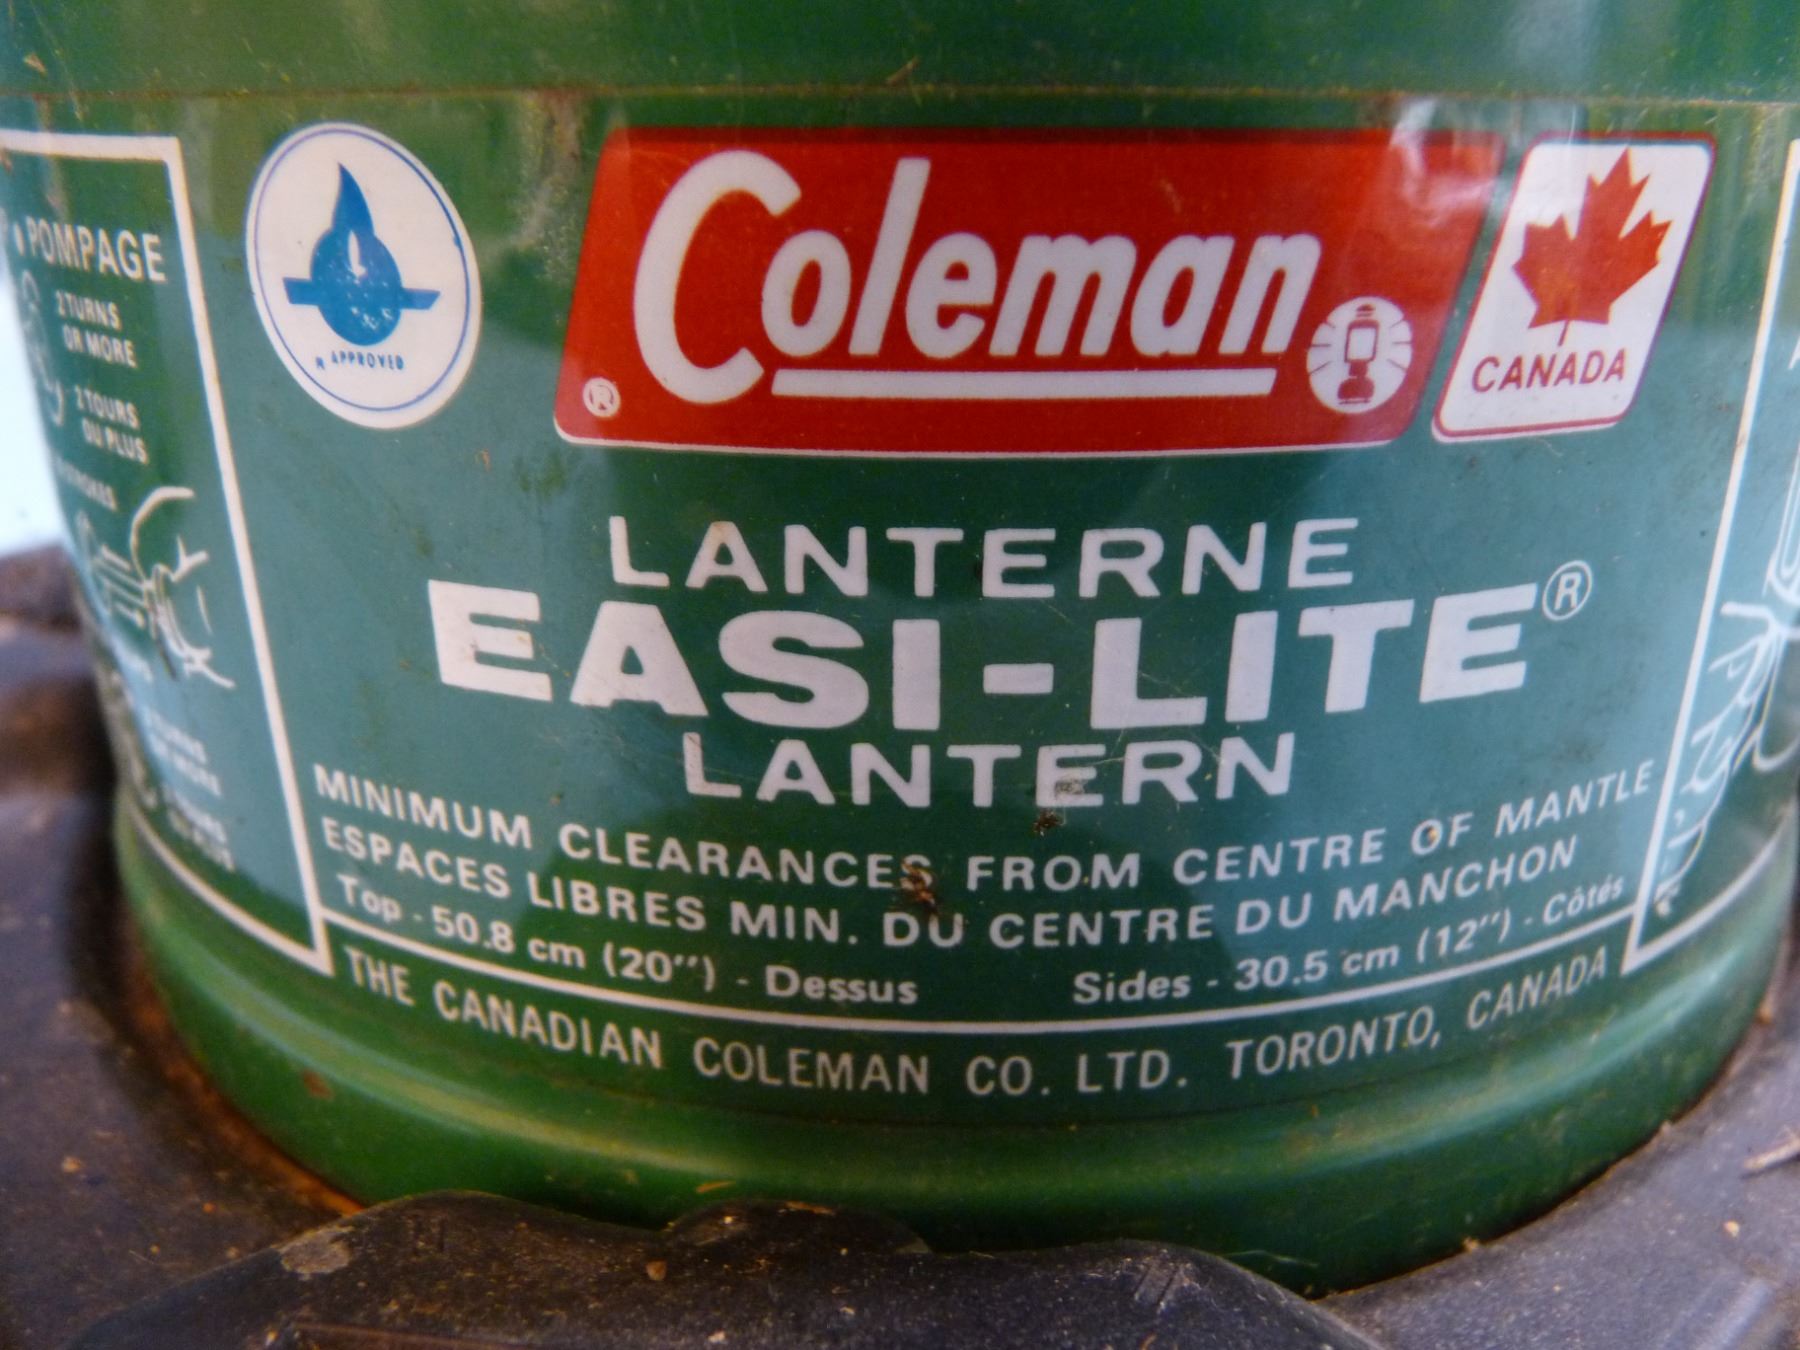 POMPAGE
2 TURNS
OR MORE
2 TOURS
OU PLUS
APPROVED
Coleman
®
CANADA
LANTERNE
EASI-LITE®
LANTERN
MINIMUM CLEARANCES FROM CENTRE OF MANTLE
ESPACES LIBRES MIN. DU CENTRE DU MANCHON
Top - 50.8 cm (20") - Dessus Sides - 30.5 cm (12") - Côtés
THE CANADIAN COLEMAN CO. LTD. TORONTO, CANADA